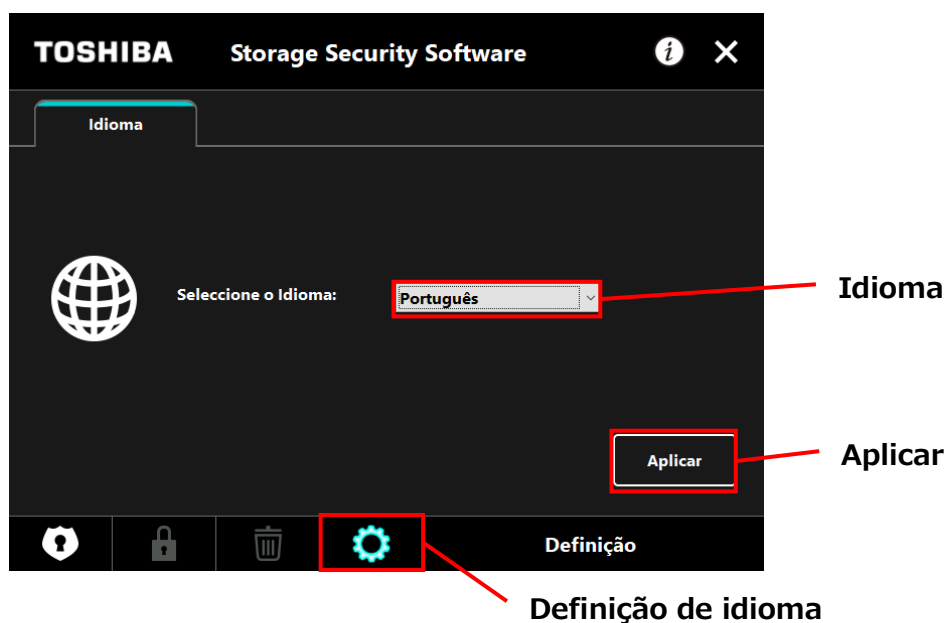 TOSHIBA Storage Security Software
Idioma
Seleccione o Idioma: Português
Idioma
Aplicar
Aplicar
Definição
Definição de idioma